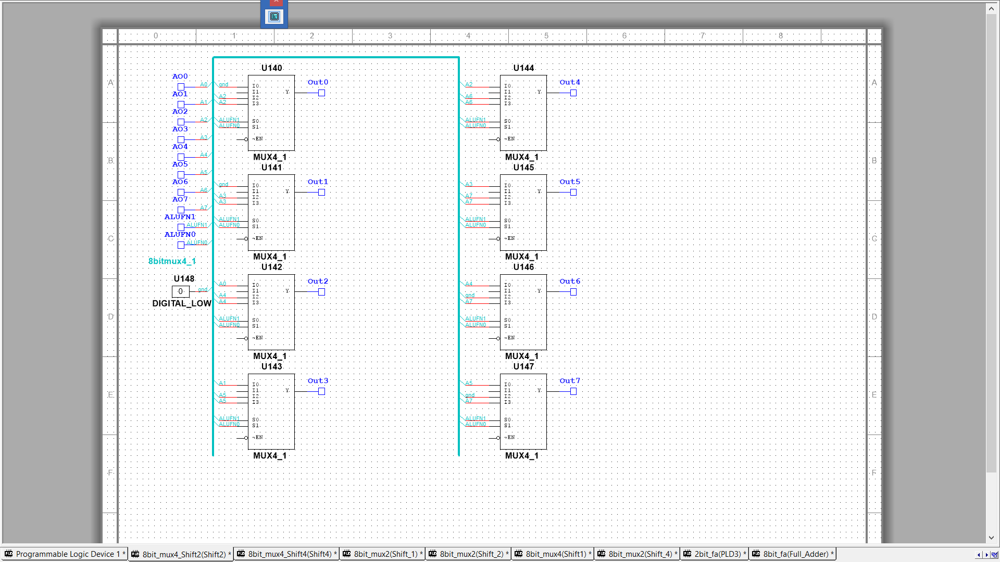 0 1 2 3 4 5 6 7 8
A A
B B
C C
D D
E E
F F
AO0 A0
AO1 A1
AO2 A2
AO3 A3
AO4 A4
AO5 A5
AO6 A6
AO7 A7
ALUFN1 ALUFN1
ALUFN0 ALUFN0
8bitmux4_1
U148
0 gnd
DIGITAL_LOW
U140
gnd I0
I1 Y Out0
A2 I2
A2 I3
ALUFN1 S0
ALUFN0 S1
~EN
MUX4_1
U141
gnd I0
I1 Y Out1
A3 I2
A3 I3
ALUFN1 S0
ALUFN0 S1
~EN
MUX4_1
U142
A0 I0
I1 Y Out2
A4 I2
A4 I3
ALUFN1 S0
ALUFN0 S1
~EN
MUX4_1
U143
A1 I0
I1 Y Out3
A5 I2
A5 I3
ALUFN1 S0
ALUFN0 S1
~EN
MUX4_1
U144
A2 I0
I1 Y Out4
A6 I2
A6 I3
ALUFN1 S0
ALUFN0 S1
~EN
MUX4_1
U145
A3 I0
I1 Y Out5
A7 I2
A7 I3
ALUFN1 S0
ALUFN0 S1
~EN
MUX4_1
U146
A4 I0
I1 Y Out6
gnd I2
A7 I3
ALUFN1 S0
ALUFN0 S1
~EN
MUX4_1
U147
A5 I0
I1 Y Out7
gnd I2
A7 I3
ALUFN1 S0
ALUFN0 S1
~EN
MUX4_1
Programmable Logic Device 1 * 8bit_mux4_Shift2(Shift2) * 8bit_mux4_Shift4(Shift4) * 8bit_mux2(Shift_1) * 8bit_mux2(Shift_2) * 8bit_mux4(Shift1) * 8bit_mux2(Shift_4) * 2bit_fa(PLD3) * 8bit_fa(Full_Adder) *